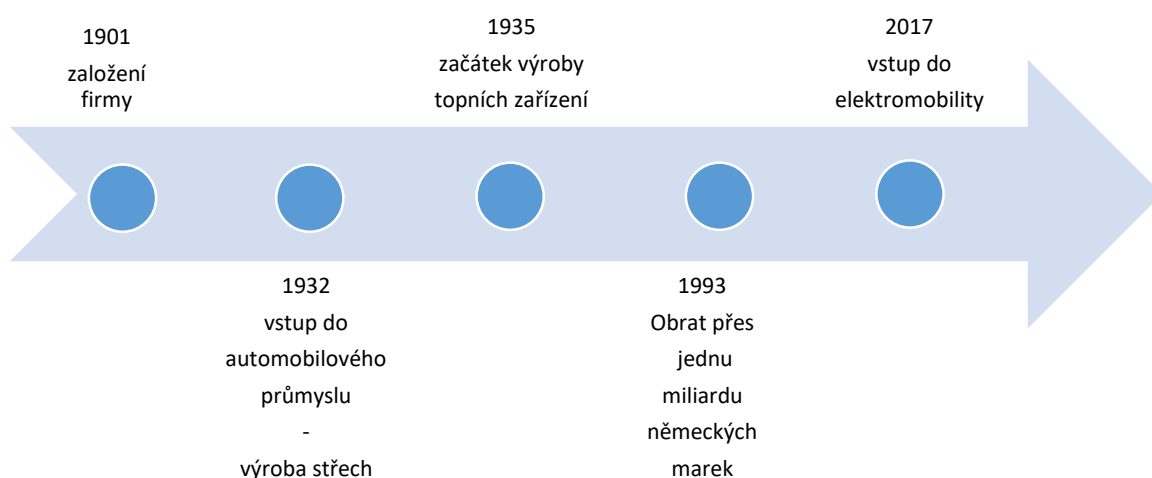 1901
založení
firmy
1932
vstup do
automobilového
průmyslu
-
výroba střech
1935
začátek výroby
topních zařízení
1993
Obrat přes
jednu
miliardu
německých
marek
2017
vstup do
elektromobility